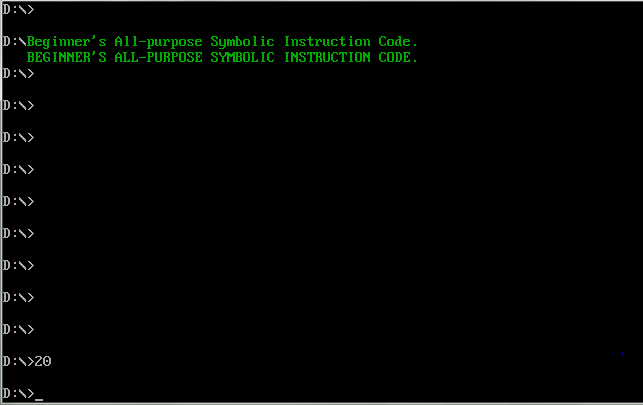 D:\>
D:\Beginner's All-purpose Symbolic Instruction Code.
BEGINNER'S ALL-PURPOSE SYMBOLIC INSTRUCTION CODE.
D:\>
D:\>
D:\>
D:\>
D:\>
D:\>
D:\>
D:\>
D:\>
D:\>20
D:\>_